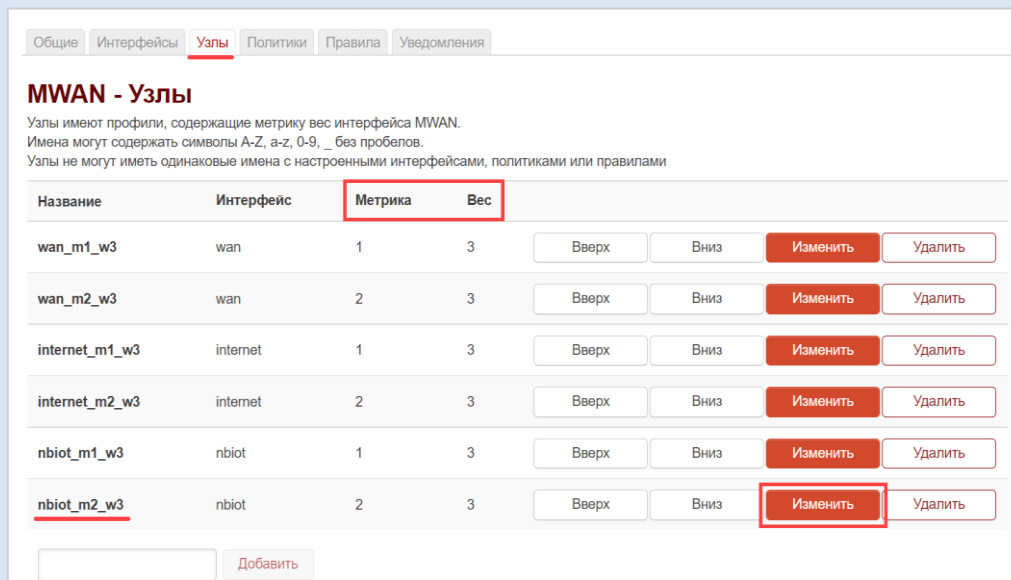 Общие Интерфейсы Узлы Политики Правила Уведомления
MWAN - Узлы
Узлы имеют профили, содержащие метрику вес интерфейса MWAN.
Имена могут содержать символы A-Z, a-z, 0-9, _ без пробелов.
Узлы не могут иметь одинаковые имена с настроенными интерфейсами, политиками или правилами
Название Интерфейс Метрика Вес
wan_m1_w3 wan 1 3 Вверх Вниз Изменить Удалить
wan_m2_w3 wan 2 3 Вверх Вниз Изменить Удалить
internet_m1_w3 internet 1 3 Вверх Вниз Изменить Удалить
internet_m2_w3 internet 2 3 Вверх Вниз Изменить Удалить
nbiot_m1_w3 nbiot 1 3 Вверх Вниз Изменить Удалить
nbiot_m2_w3 nbiot 2 3 Вверх Вниз Изменить Удалить
Добавить